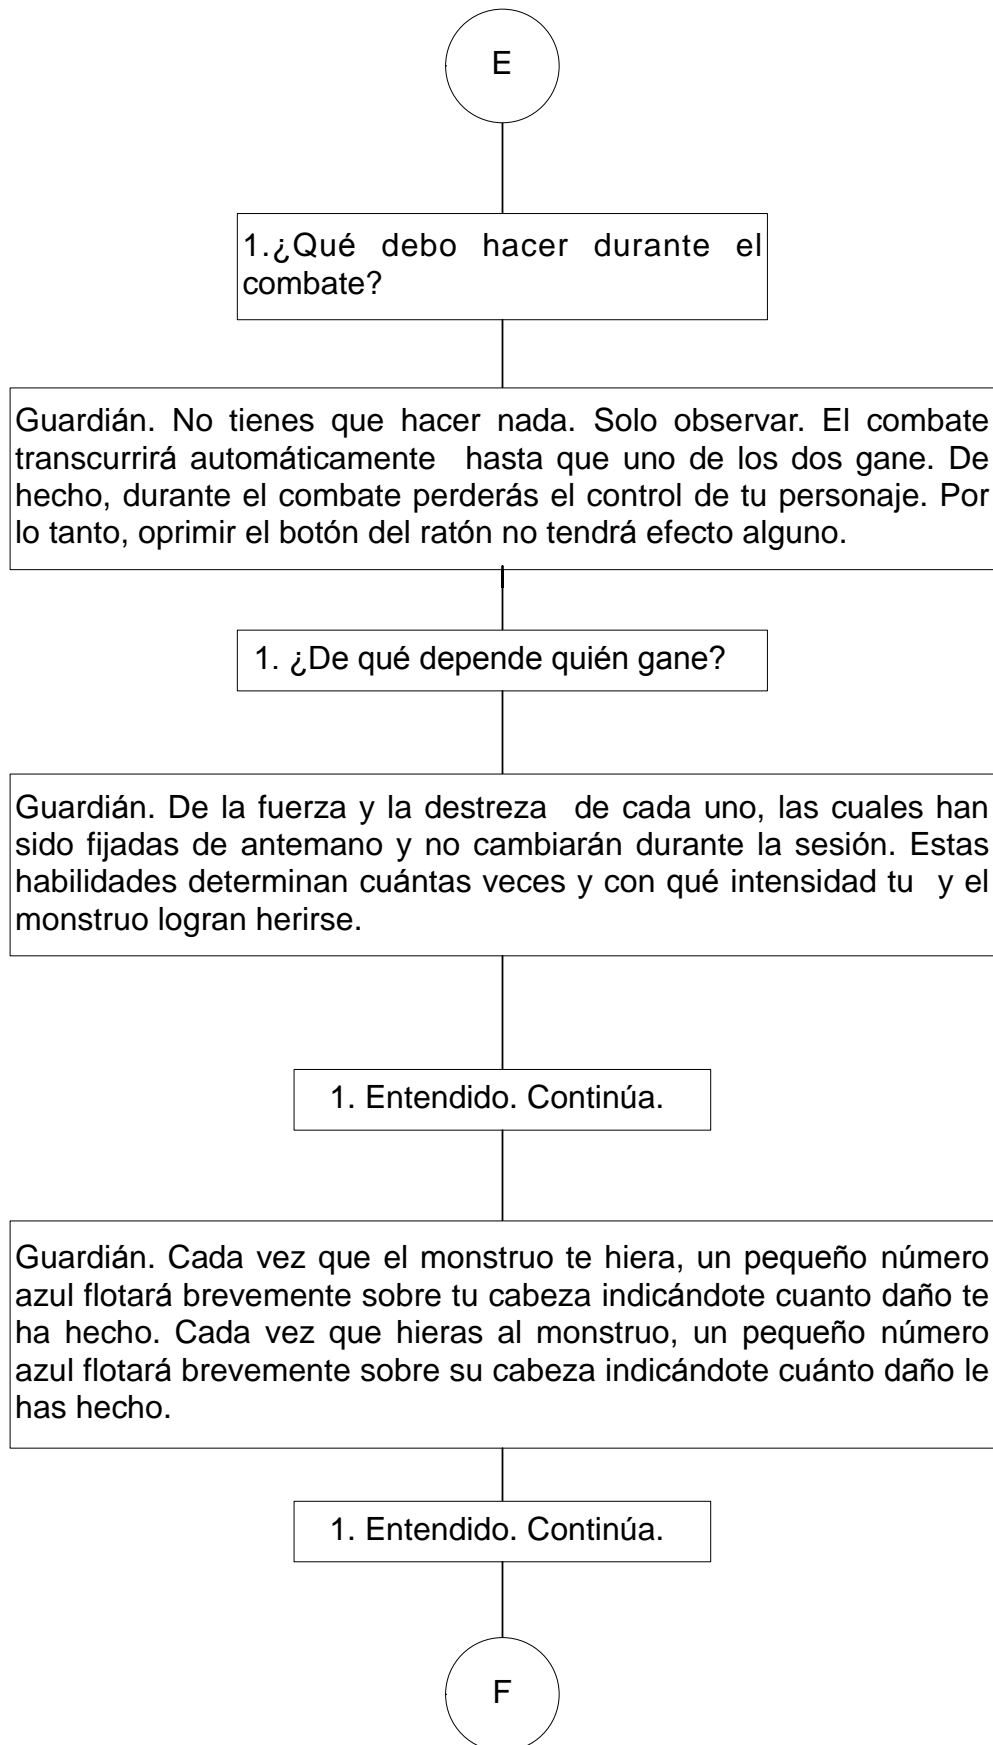 E
1.¿Qué debo hacer durante el
combate?
Guardián. No tienes que hacer nada. Solo observar. El combate
transcurrirá automáticamente hasta que uno de los dos gane. De
hecho, durante el combate perderás el control de tu personaje. Por
lo tanto, oprimir el botón del ratón no tendrá efecto alguno.
1. ¿De qué depende quién gane?
Guardián. De la fuerza y la destreza de cada uno, las cuales han
sido fijadas de antemano y no cambiarán durante la sesión. Estas
habilidades determinan cuántas veces y con qué intensidad tu y el
monstruo logran herirse.
1. Entendido. Continúa.
Guardián. Cada vez que el monstruo te hiera, un pequeño número
azul flotará brevemente sobre tu cabeza indicándote cuanto daño te
ha hecho. Cada vez que hieras al monstruo, un pequeño número
azul flotará brevemente sobre su cabeza indicándote cuánto daño le
has hecho.
1. Entendido. Continúa.
F